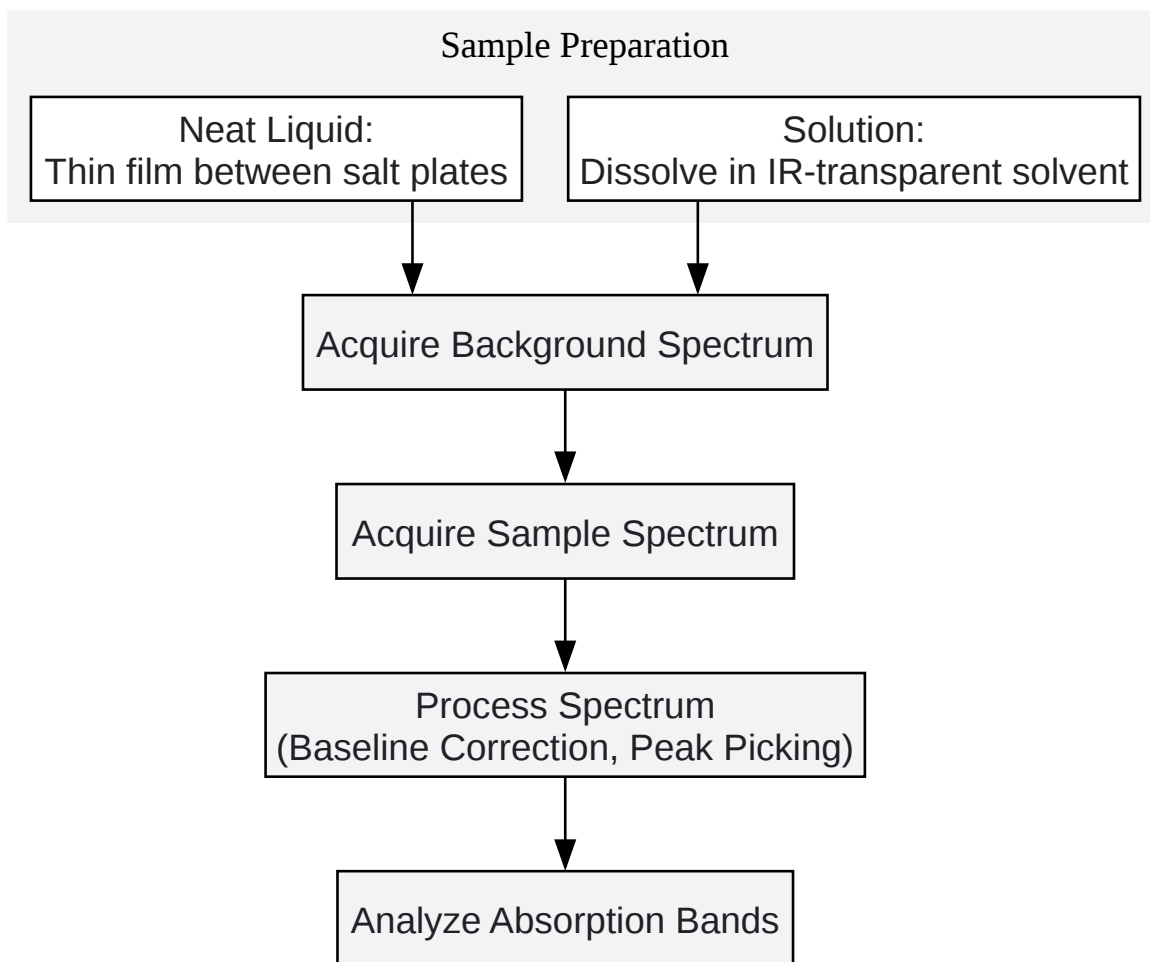 Sample Preparation
Neat Liquid:
Thin film between salt plates
Solution:
Dissolve in IR-transparent solvent
Acquire Background Spectrum
Acquire Sample Spectrum
Process Spectrum
(Baseline Correction, Peak Picking)
Analyze Absorption Bands